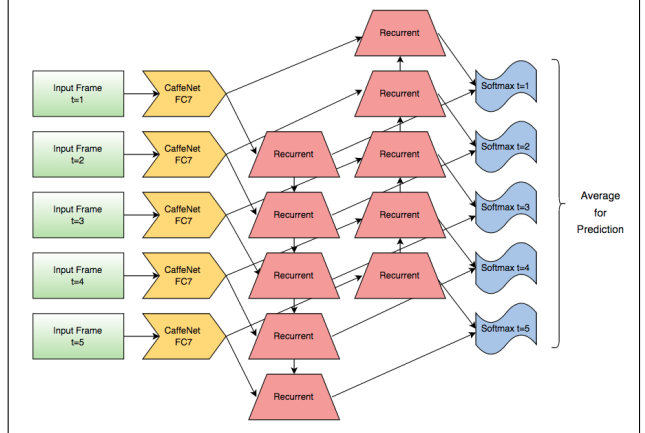 Recurrent
Input Frame
t=1
CaffeNet
FC7
Recurrent
Softmax t=1
Input Frame
t=2
CaffeNet
FC7
Recurrent
Recurrent
Softmax t=2
Input Frame
t=3
CaffeNet
FC7
Recurrent
Recurrent
Softmax t=3
Average
for
Prediction
Input Frame
t=4
CaffeNet
FC7
Recurrent
Recurrent
Softmax t=4
Input Frame
t=5
CaffeNet
FC7
Recurrent
Softmax t=5
Recurrent